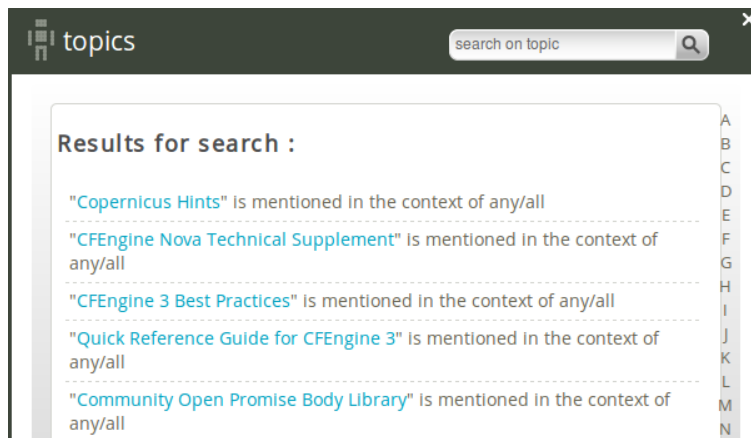 topics
search on topic
Results for search :
"Copernicus Hints" is mentioned in the context of any/all
"CFEngine Nova Technical Supplement" is mentioned in the context of
any/all
"CFEngine 3 Best Practices" is mentioned in the context of any/all
"Quick Reference Guide for CFEngine 3" is mentioned in the context of
any/all
"Community Open Promise Body Library" is mentioned in the context of
any/all
A
B
C
D
E
F
G
H
I
J
K
L
M
N